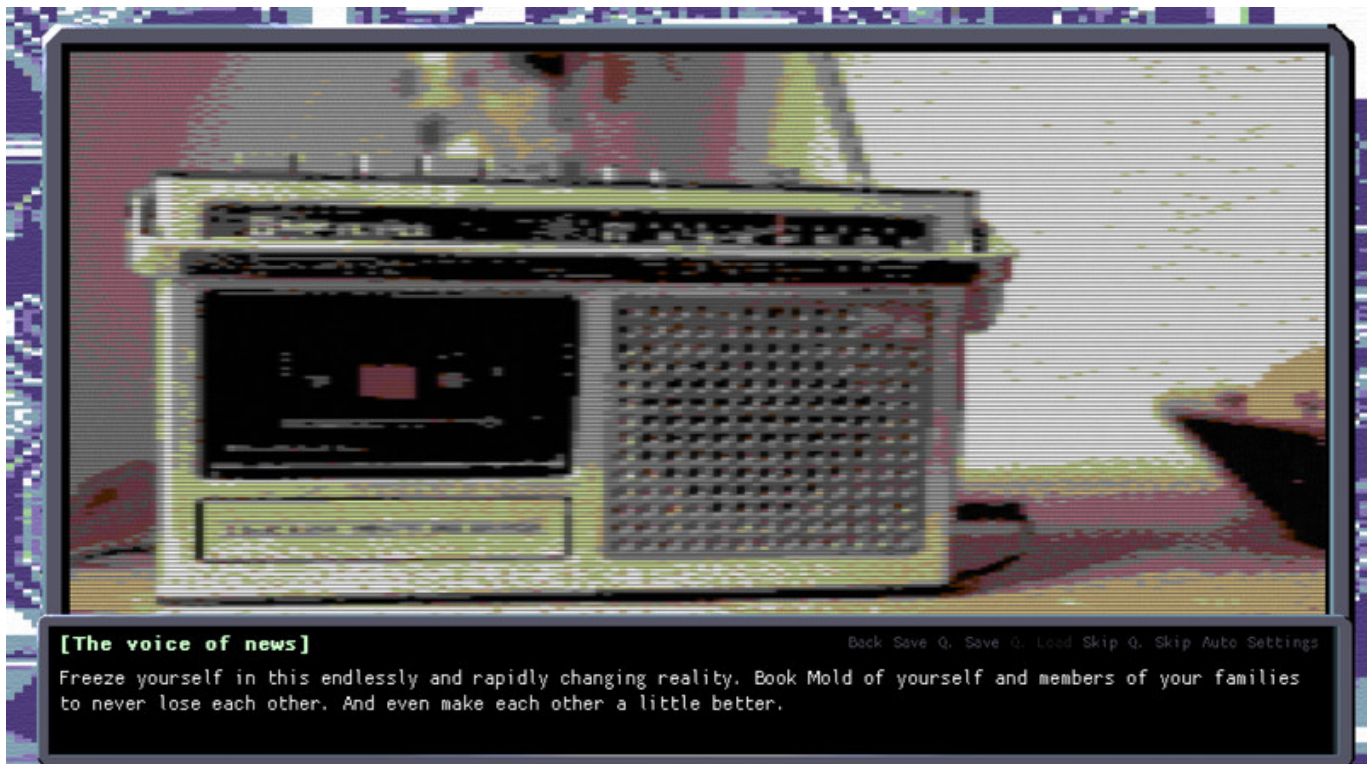 [The voice of news]
Back Save Q. Save Q. Load Skip Q. Skip Auto Settings
Freeze yourself in this endlessly and rapidly changing reality. Book Mold of yourself and members of your families
to never lose each other. And even make each other a little better.